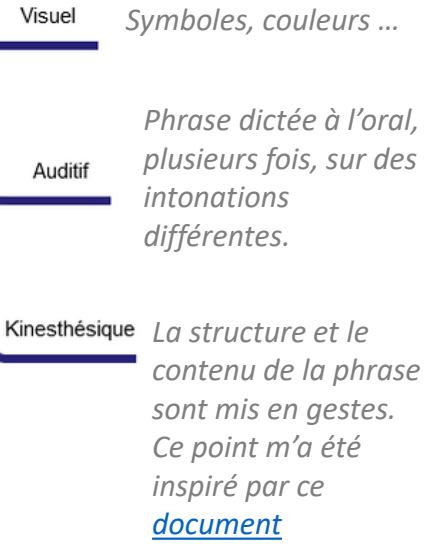 Visuel
Symboles, couleurs …
Auditif
Phrase dictée à l’oral,
plusieurs fois, sur des
intonations
différentes.
Kinesthésique
La structure et le
contenu de la phrase
sont mis en gestes.
Ce point m’a été
inspiré par ce
document